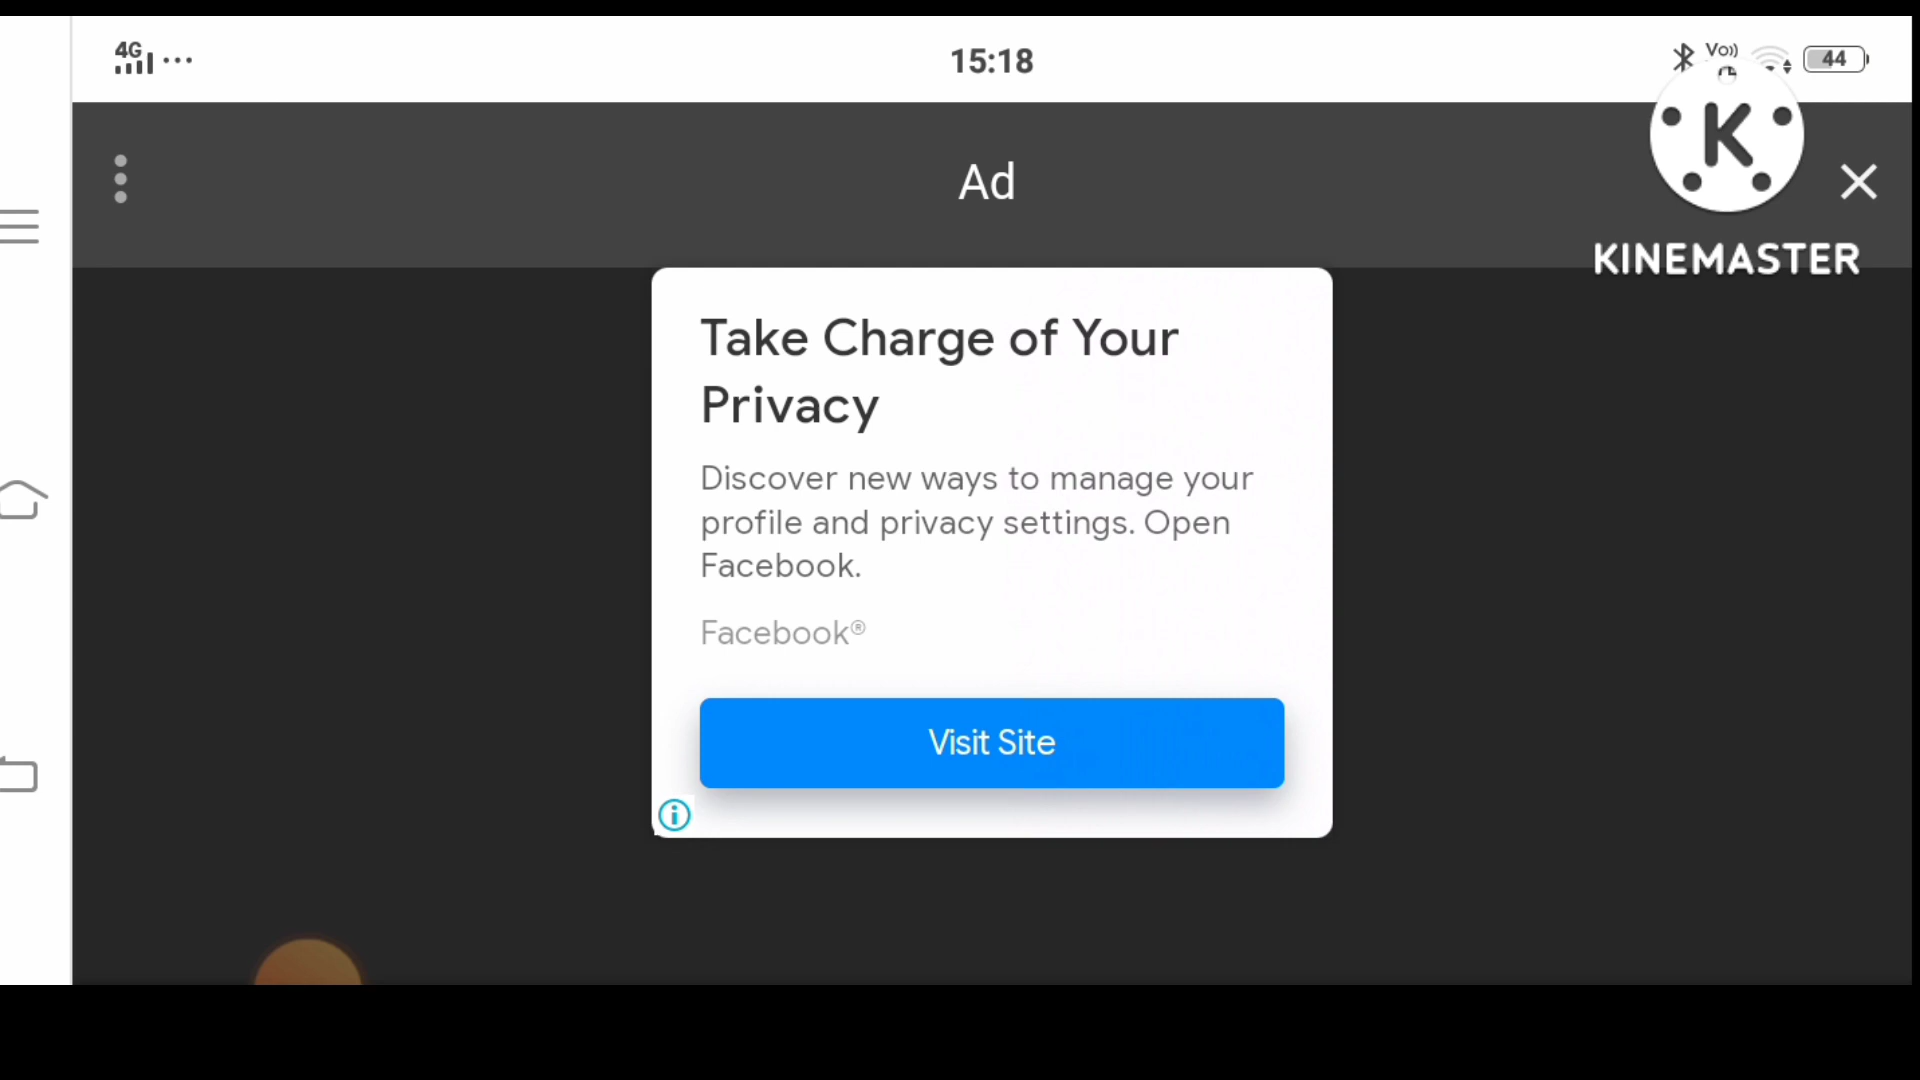 4G
15:18
Vo))
44
Ad
K
KINEMASTER
Take Charge of Your
Privacy
Discover new ways to manage your
profile and privacy settings. Open
Facebook.
Facebook®
Visit Site